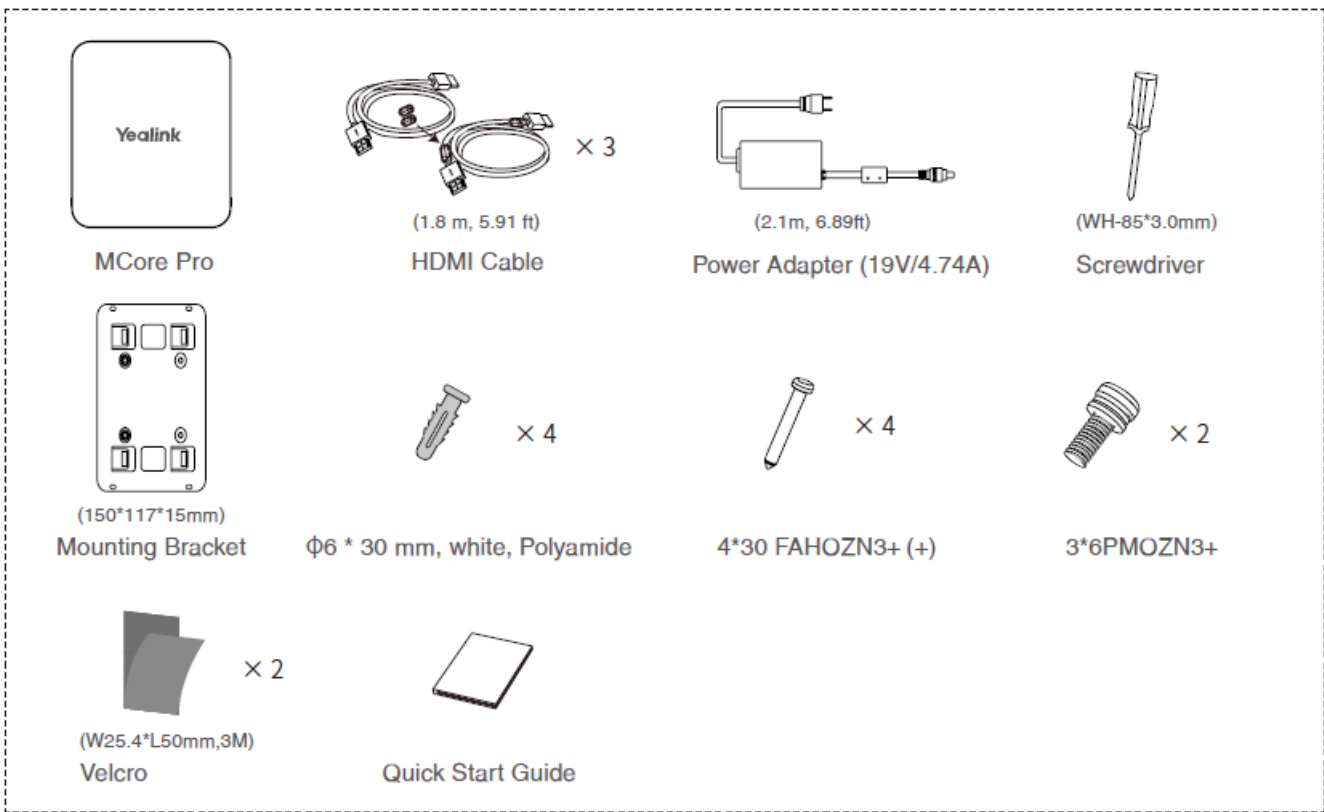 Yealink
× 3
(1.8 m, 5.91 ft)
(2.1m, 6.89ft)
(WH-85*3.0mm)
MCore Pro
HDMI Cable
Power Adapter (19V/4.74A)
Screwdriver
× 4
× 4
× 2
(150*117*15mm)
Mounting Bracket
Φ6 * 30 mm, white, Polyamide
4*30 FAHOZN3+ (+)
3*6PMOZN3+
× 2
(W25.4*L50mm,3M)
Velcro
Quick Start Guide